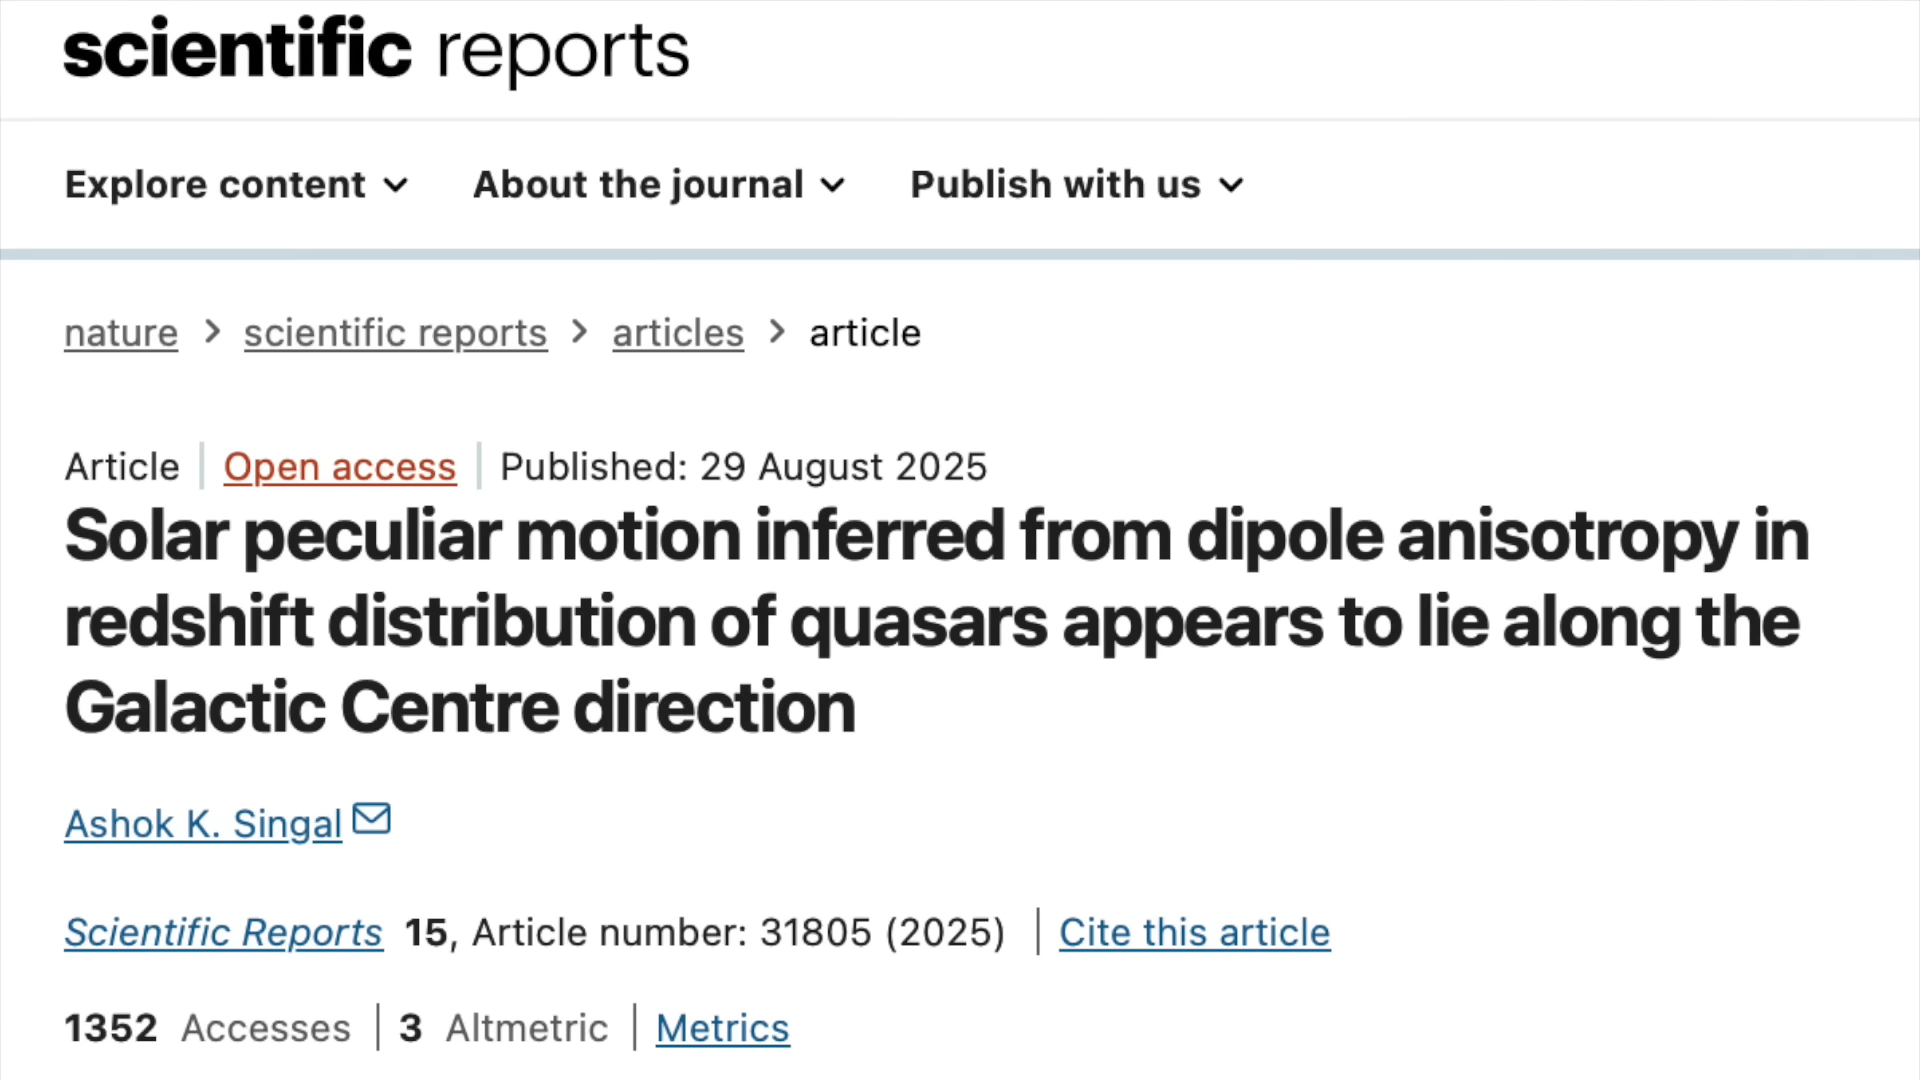 scientific reports
Explore content About the journal Publish with us
nature > scientific reports > articles > article
Article | Open access | Published: 29 August 2025
Solar peculiar motion inferred from dipole anisotropy in
redshift distribution of quasars appears to lie along the
Galactic Centre direction
Ashok K. Singal
Scientific Reports 15, Article number: 31805 (2025) | Cite this article
1352 Accesses | 3 Altmetric | Metrics